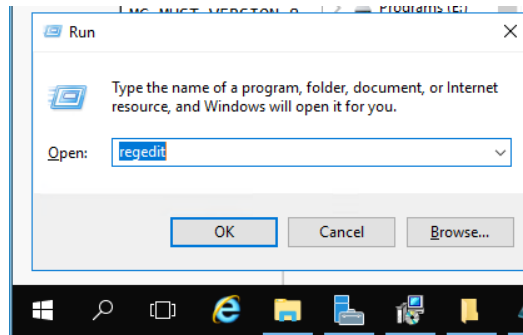 Programs (E:)
Run
Type the name of a program, folder, document, or Internet
resource, and Windows will open it for you.
Open:
regedit
OK
Cancel
Browse...